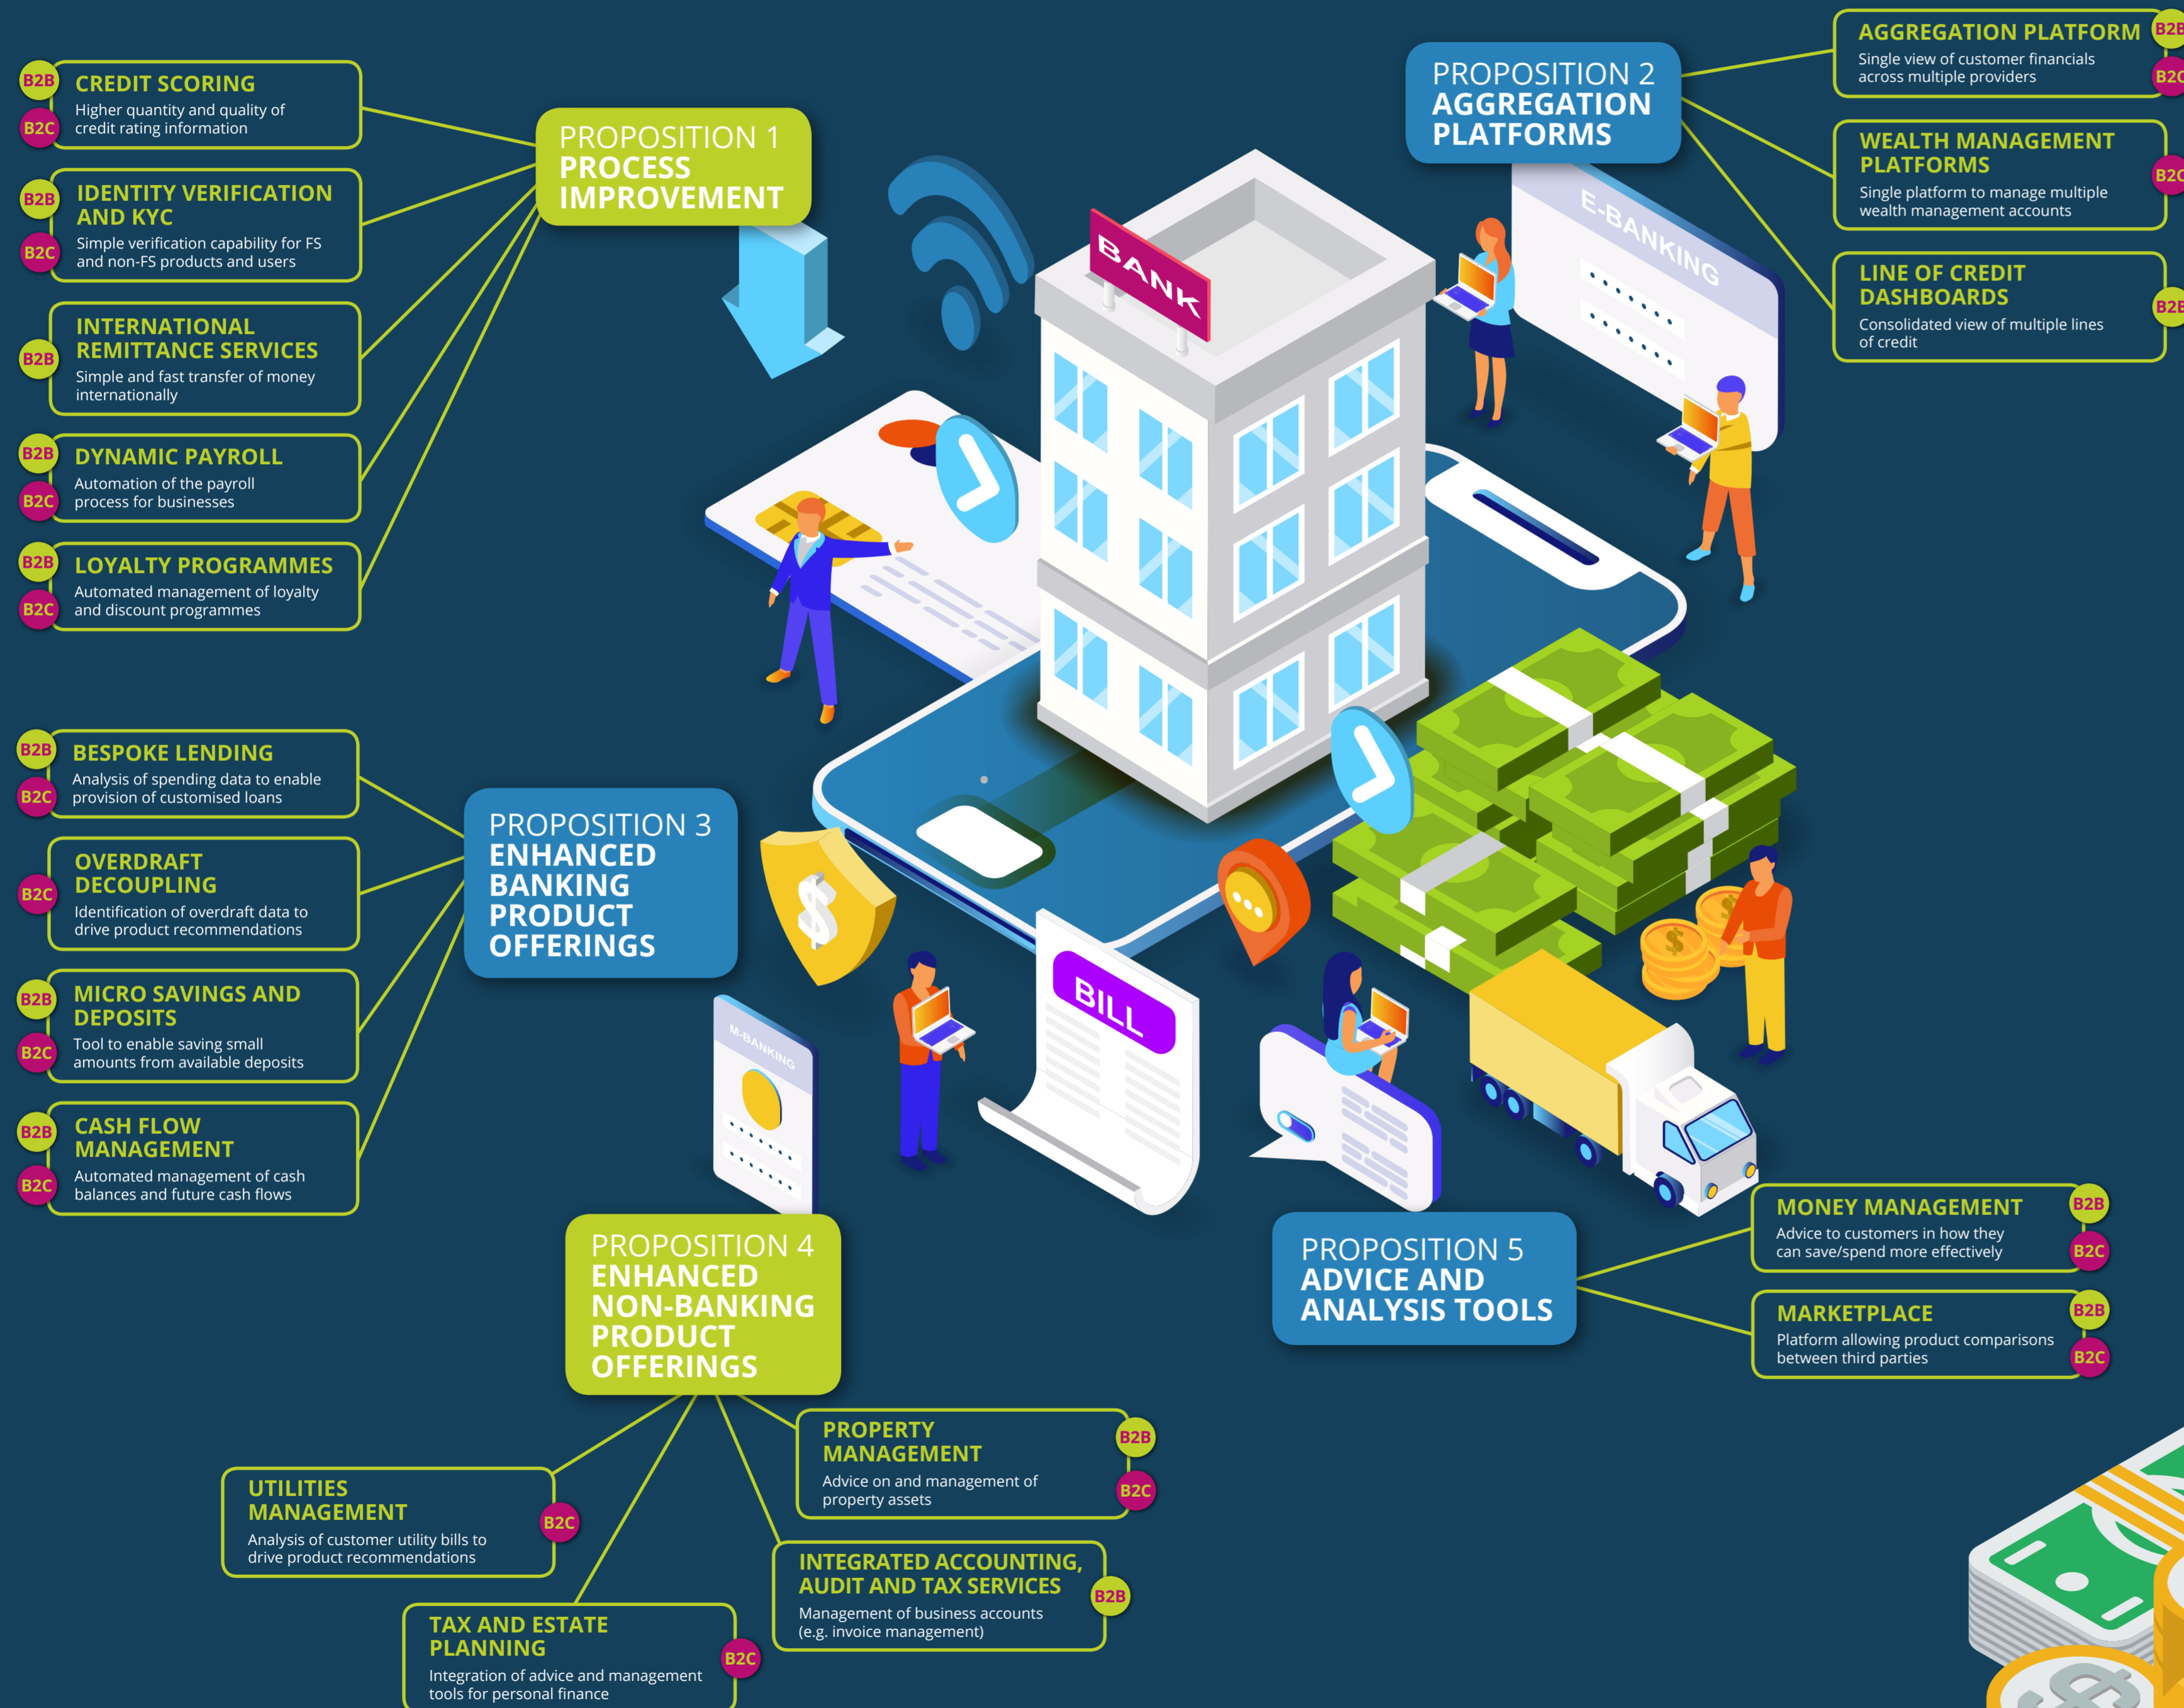 PROPOSITION 1
PROCESS
IMPROVEMENT
B2B
B2C
CREDIT SCORING
Higher quantity and quality of
credit rating information
B2B
B2C
IDENTITY VERIFICATION
AND KYC
Simple verification capability for FS
and non-FS products and users
B2B
INTERNATIONAL
REMITTANCE SERVICES
Simple and fast transfer of money
internationally
B2B
B2C
DYNAMIC PAYROLL
Automation of the payroll
process for businesses
B2B
B2C
LOYALTY PROGRAMMES
Automated management of loyalty
and discount programmes
PROPOSITION 2
AGGREGATION
PLATFORMS
AGGREGATION PLATFORM
Single view of customer financials
across multiple providers
B2B
B2C
WEALTH MANAGEMENT
PLATFORMS
Single platform to manage multiple
wealth management accounts
B2C
LINE OF CREDIT
DASHBOARDS
Consolidated view of multiple lines
of credit
B2B
BANK
E-BANKING
PROPOSITION 3
ENHANCED
BANKING
PRODUCT
OFFERINGS
B2B
B2C
BESPOKE LENDING
Analysis of spending data to enable
provision of customised loans
B2C
OVERDRAFT
DECOUPLING
Identification of overdraft data to
drive product recommendations
B2B
B2C
MICRO SAVINGS AND
DEPOSITS
Tool to enable saving small
amounts from available deposits
B2B
B2C
CASH FLOW
MANAGEMENT
Automated management of cash
balances and future cash flows
$
$
$
M-BANKING
BILL
PROPOSITION 4
ENHANCED
NON-BANKING
PRODUCT
OFFERINGS
UTILITIES
MANAGEMENT
Analysis of customer utility bills to
drive product recommendations
B2C
TAX AND ESTATE
PLANNING
Integration of advice and management
tools for personal finance
B2C
PROPERTY
MANAGEMENT
Advice on and management of
property assets
B2B
B2C
INTEGRATED ACCOUNTING,
AUDIT AND TAX SERVICES
Management of business accounts
(e.g. invoice management)
B2B
PROPOSITION 5
ADVICE AND
ANALYSIS TOOLS
MONEY MANAGEMENT
Advice to customers in how they
can save/spend more effectively
B2B
B2C
MARKETPLACE
Platform allowing product comparisons
between third parties
B2B
B2C
$